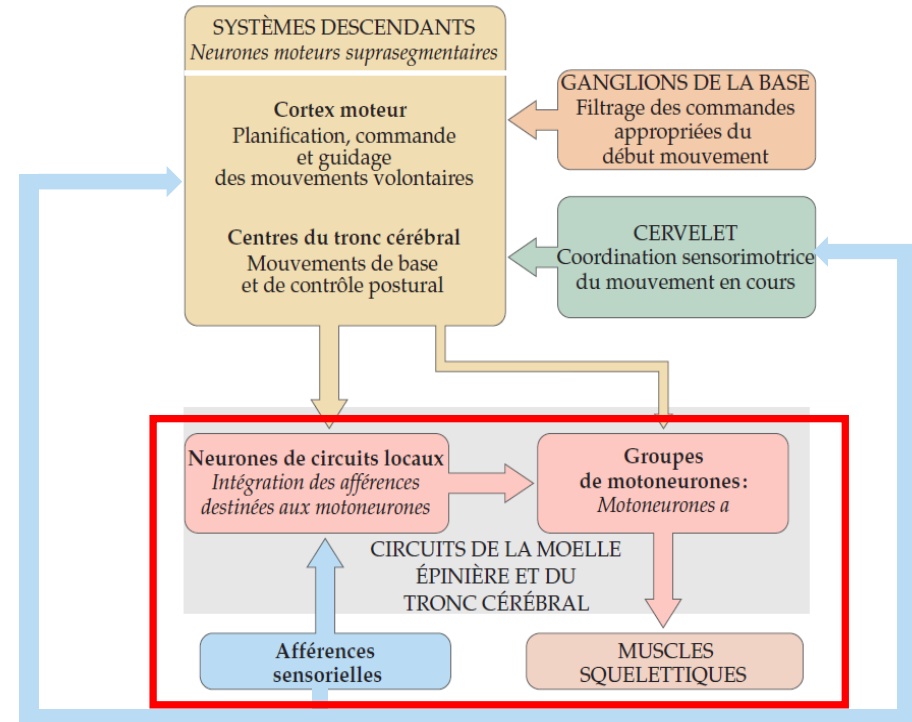 SYSTÈMES DESCENDANTS
Neurones moteurs suprasegmentaires
Cortex moteur
Planification, commande
et guidage
des mouvements volontaires
Centres du tronc cérébral
Mouvements de base
et de contrôle postural
GANGLIONS DE LA BASE
Filtrage des commandes
appropriées du
début mouvement
CERVELET
Coordination sensorimotrice
du mouvement en cours
Neurones de circuits locaux
Intégration des afférences
destinées aux motoneurones
Groupes
de motoneurones :
Motoneurones a
CIRCUITS DE LA MOELLE
ÉPINIÈRE ET DU
TRONC CÉRÉBRAL
Afférences
sensorielles
MUSCLES
SQUELETTIQUES